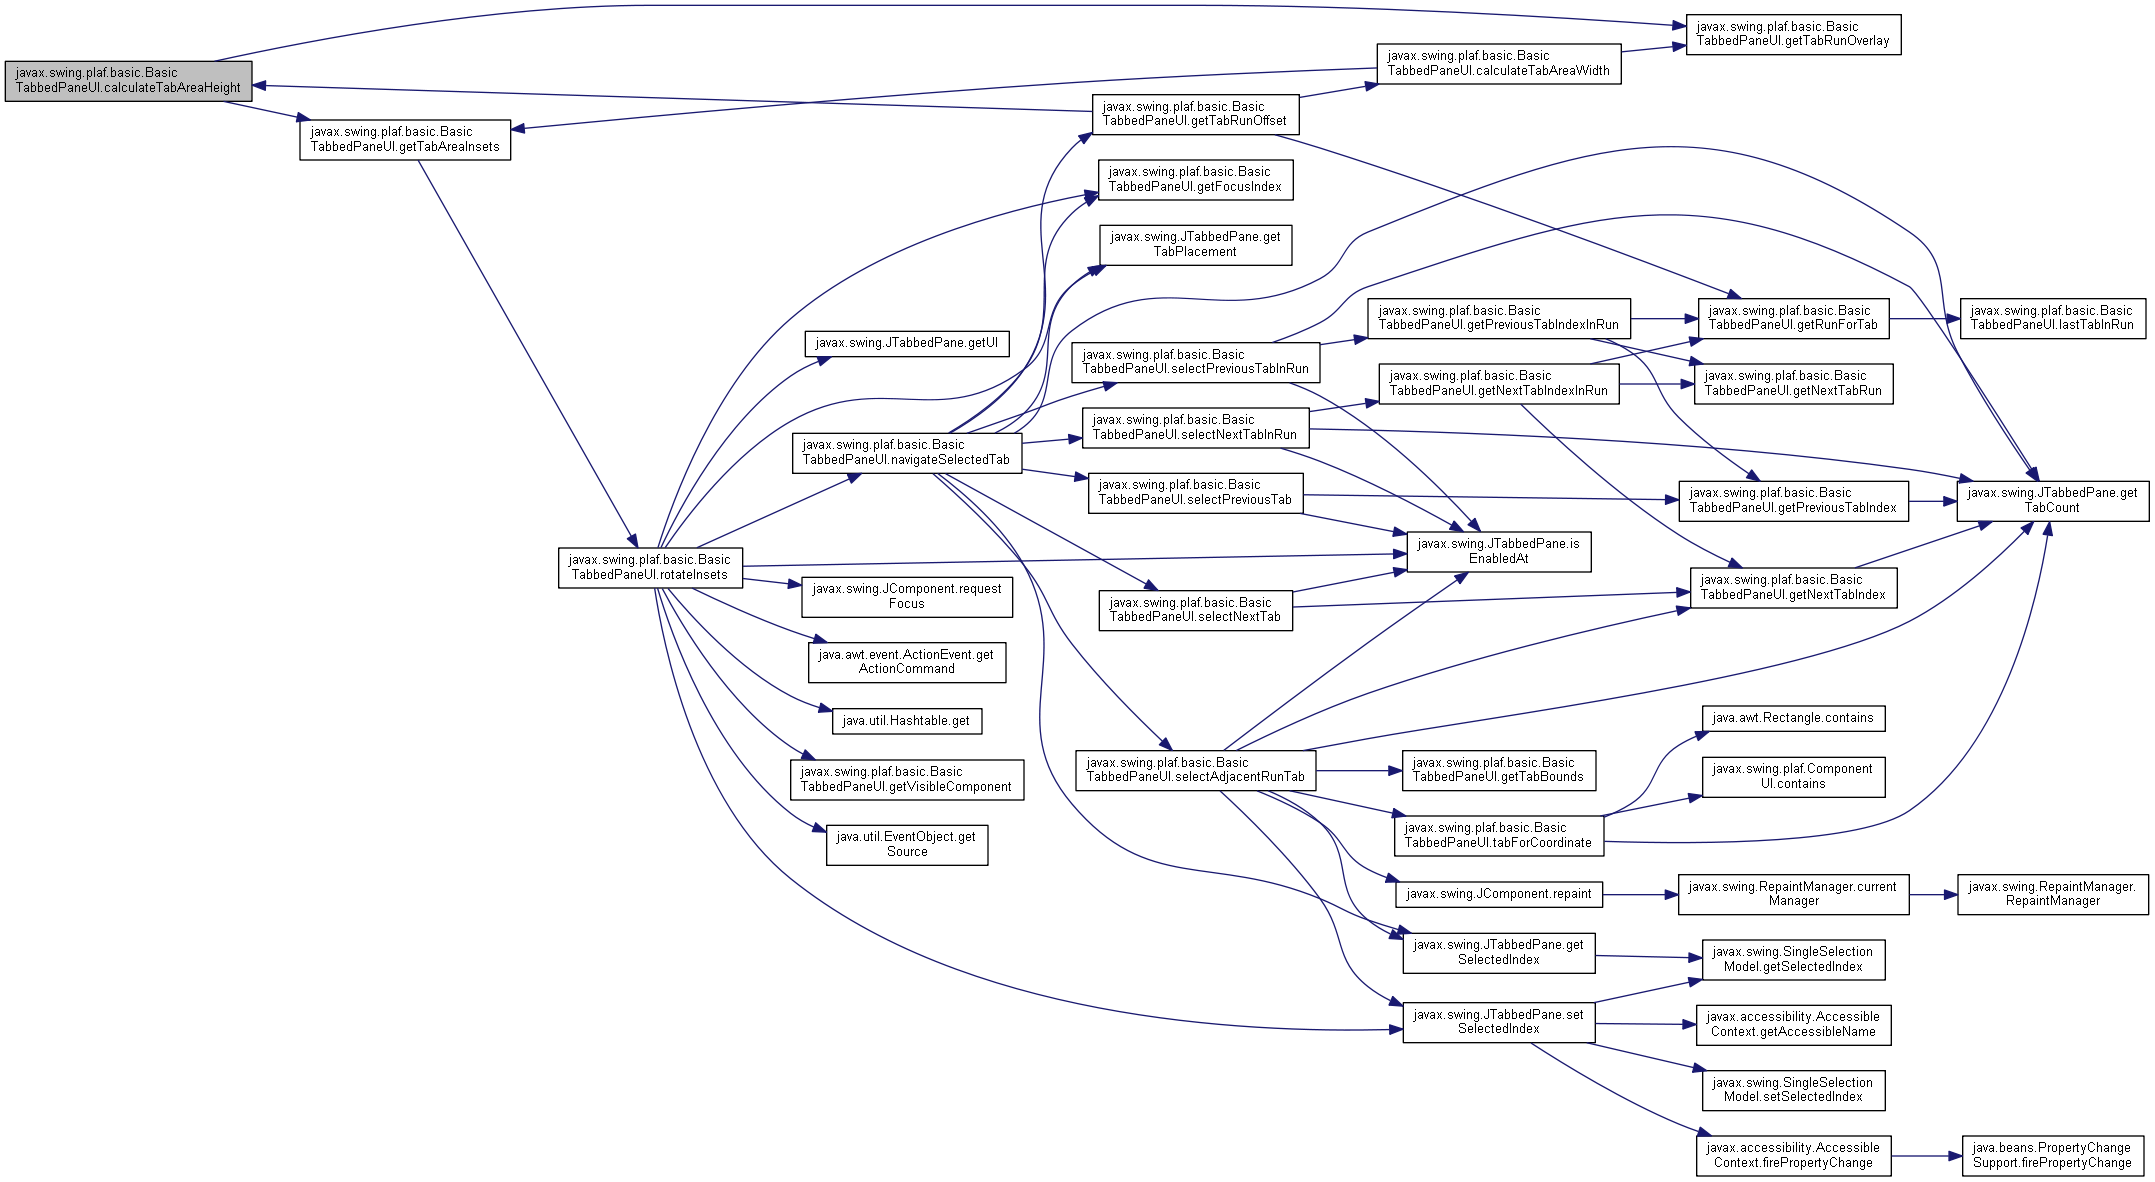 javax.swing.plaf.basic.Basic
TabbedPaneUI.calculateTabAreaHeight
javax.swing.plaf.basic.Basic
TabbedPaneUI.getTabAreaInsets
javax.swing.plaf.basic.Basic
TabbedPaneUI.rotateInsets
javax.swing.JTabbedPane.getUI
javax.swing.plaf.basic.Basic
TabbedPaneUI.navigateSelectedTab
javax.swing.JComponent.request
Focus
java.awt.event.ActionEvent.get
ActionCommand
java.util.Hashtable.get
javax.swing.plaf.basic.Basic
TabbedPaneUI.getVisibleComponent
java.util.EventObject.get
Source
javax.swing.plaf.basic.Basic
TabbedPaneUI.getTabRunOffset
javax.swing.plaf.basic.Basic
TabbedPaneUI.getFocusIndex
javax.swing.JTabbedPane.get
TabPlacement
javax.swing.plaf.basic.Basic
TabbedPaneUI.selectPreviousTabInRun
javax.swing.plaf.basic.Basic
TabbedPaneUI.selectNextTabInRun
javax.swing.plaf.basic.Basic
TabbedPaneUI.selectPreviousTab
javax.swing.plaf.basic.Basic
TabbedPaneUI.selectNextTab
javax.swing.plaf.basic.Basic
TabbedPaneUI.selectAdjacentRunTab
javax.swing.plaf.basic.Basic
TabbedPaneUI.calculateTabAreaWidth
javax.swing.plaf.basic.Basic
TabbedPaneUI.getPreviousTabIndexInRun
javax.swing.plaf.basic.Basic
TabbedPaneUI.getNextTabIndexInRun
javax.swing.JTabbedPane.is
EnabledAt
javax.swing.plaf.basic.Basic
TabbedPaneUI.getTabBounds
javax.swing.plaf.basic.Basic
TabbedPaneUI.tabForCoordinate
javax.swing.JComponent.repaint
javax.swing.JTabbedPane.get
SelectedIndex
javax.swing.JTabbedPane.set
SelectedIndex
javax.swing.plaf.basic.Basic
TabbedPaneUI.getTabRunOverlay
javax.swing.plaf.basic.Basic
TabbedPaneUI.getRunForTab
javax.swing.plaf.basic.Basic
TabbedPaneUI.getNextTabRun
javax.swing.plaf.basic.Basic
TabbedPaneUI.getPreviousTabIndex
javax.swing.plaf.basic.Basic
TabbedPaneUI.getNextTabIndex
java.awt.Rectangle.contains
javax.swing.plaf.Component
UI.contains
javax.swing.RepaintManager.current
Manager
javax.swing.SingleSelection
Model.getSelectedIndex
javax.accessibility.Accessible
Context.getAccessibleName
javax.swing.SingleSelection
Model.setSelectedIndex
javax.accessibility.Accessible
Context.firePropertyChange
javax.swing.plaf.basic.Basic
TabbedPaneUI.lastTabInRun
javax.swing.JTabbedPane.get
TabCount
javax.swing.RepaintManager.
RepaintManager
java.beans.PropertyChange
Support.firePropertyChange